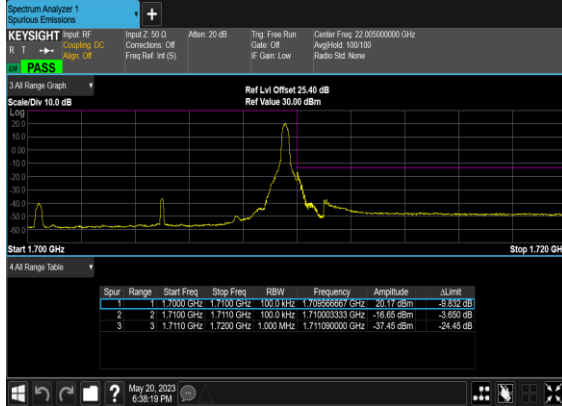 Spectrum Analyzer 1
Spurious Emissions
+
KEYSIGHT Input: RF Input Z: 50 Ω Atten: 20 dB Trig: Free Run Center Freq: 22.005000000 GHz
R T Coupling: DC Corrections: Off Gate: Off Avg|Hold: 100/100
Align: Off Freq Ref: Int (S) IF Gain: Low Radio Std: None
PASS
3 All Range Graph
Ref Lvl Offset 25.40 dB
Scale/Div 10.0 dB Ref Value 30.00 dBm
Log
20.0
10.0
0.00
-10.0
-20.0
-30.0
-40.0
-50.0
-60.0
Start 1.700 GHz Stop 1.720 GH
4 All Range Table
Spur Range Start Freq Stop Freq RBW Frequency Amplitude ΔLimit
1 1 1.7000 GHz 1.7100 GHz 100.0 kHz 1.709566667 GHz 20.17 dBm -9.832 dB
2 2 1.7100 GHz 1.7110 GHz 100.0 kHz 1.710003333 GHz -16.65 dBm -3.650 dB
3 3 1.7110 GHz 1.7200 GHz 1.000 MHz 1.711090000 GHz -37.45 dBm -24.45 dB
? May 20, 2023
6:38:19 PM